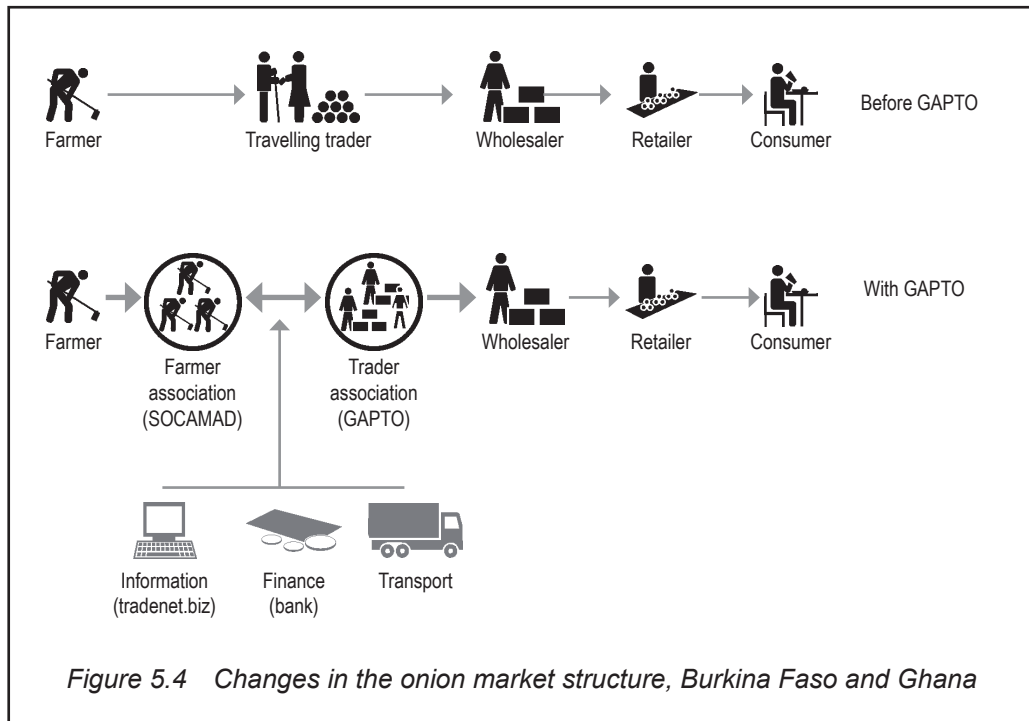 Farmer
Travelling trader
Wholesaler
Retailer
Consumer
Before GAPTO
Farmer
Farmer
association
(SOCAMAD)
Trader
association
(GAPTO)
Wholesaler
Retailer
Consumer
With GAPTO
Information
(tradenet.biz)
Finance
(bank)
Transport
Figure 5.4 Changes in the onion market structure, Burkina Faso and Ghana